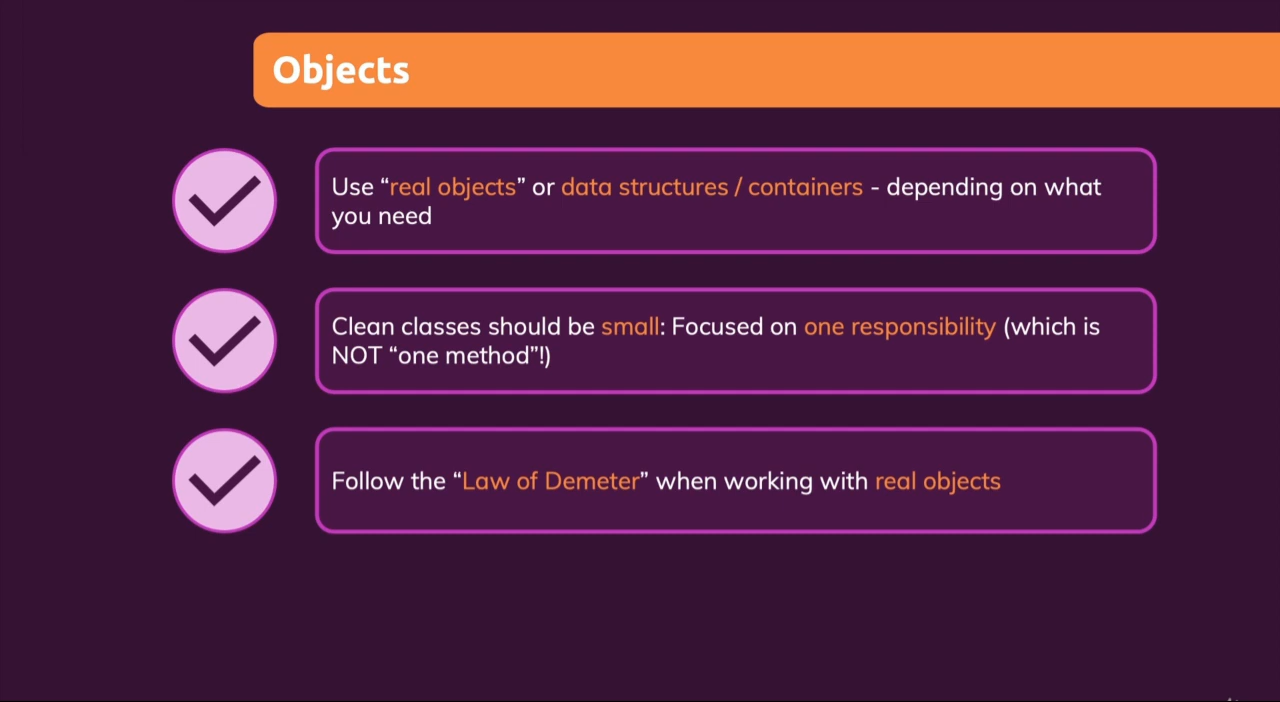 Objects
Use “real objects” or data structures / containers - depending on what
you need
Clean classes should be small: Focused on one responsibility (which is
NOT “one method”!)
Follow the “Law of Demeter” when working with real objects